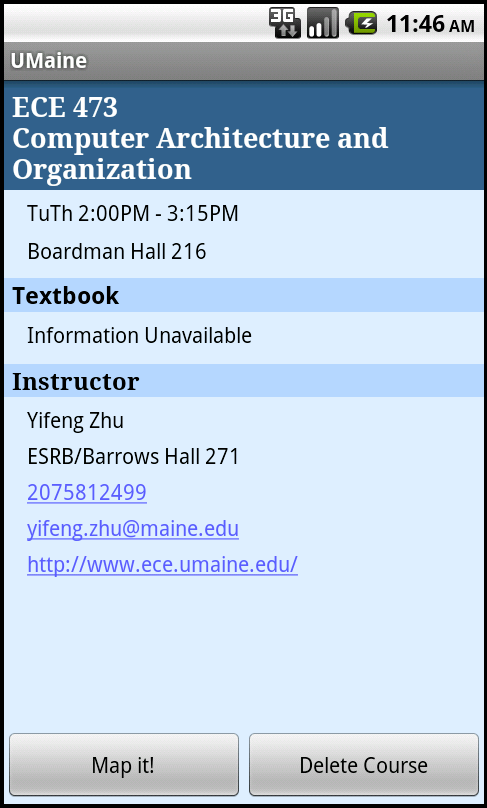 3G 11:46 AM
UMaine
ECE 473
Computer Architecture and
Organization
TuTh 2:00PM - 3:15PM
Boardman Hall 216
Textbook
Information Unavailable
Instructor
Yifeng Zhu
ESRB/Barrows Hall 271
2075812499
yifeng.zhu@maine.edu
http://www.ece.umaine.edu/
Map it! Delete Course